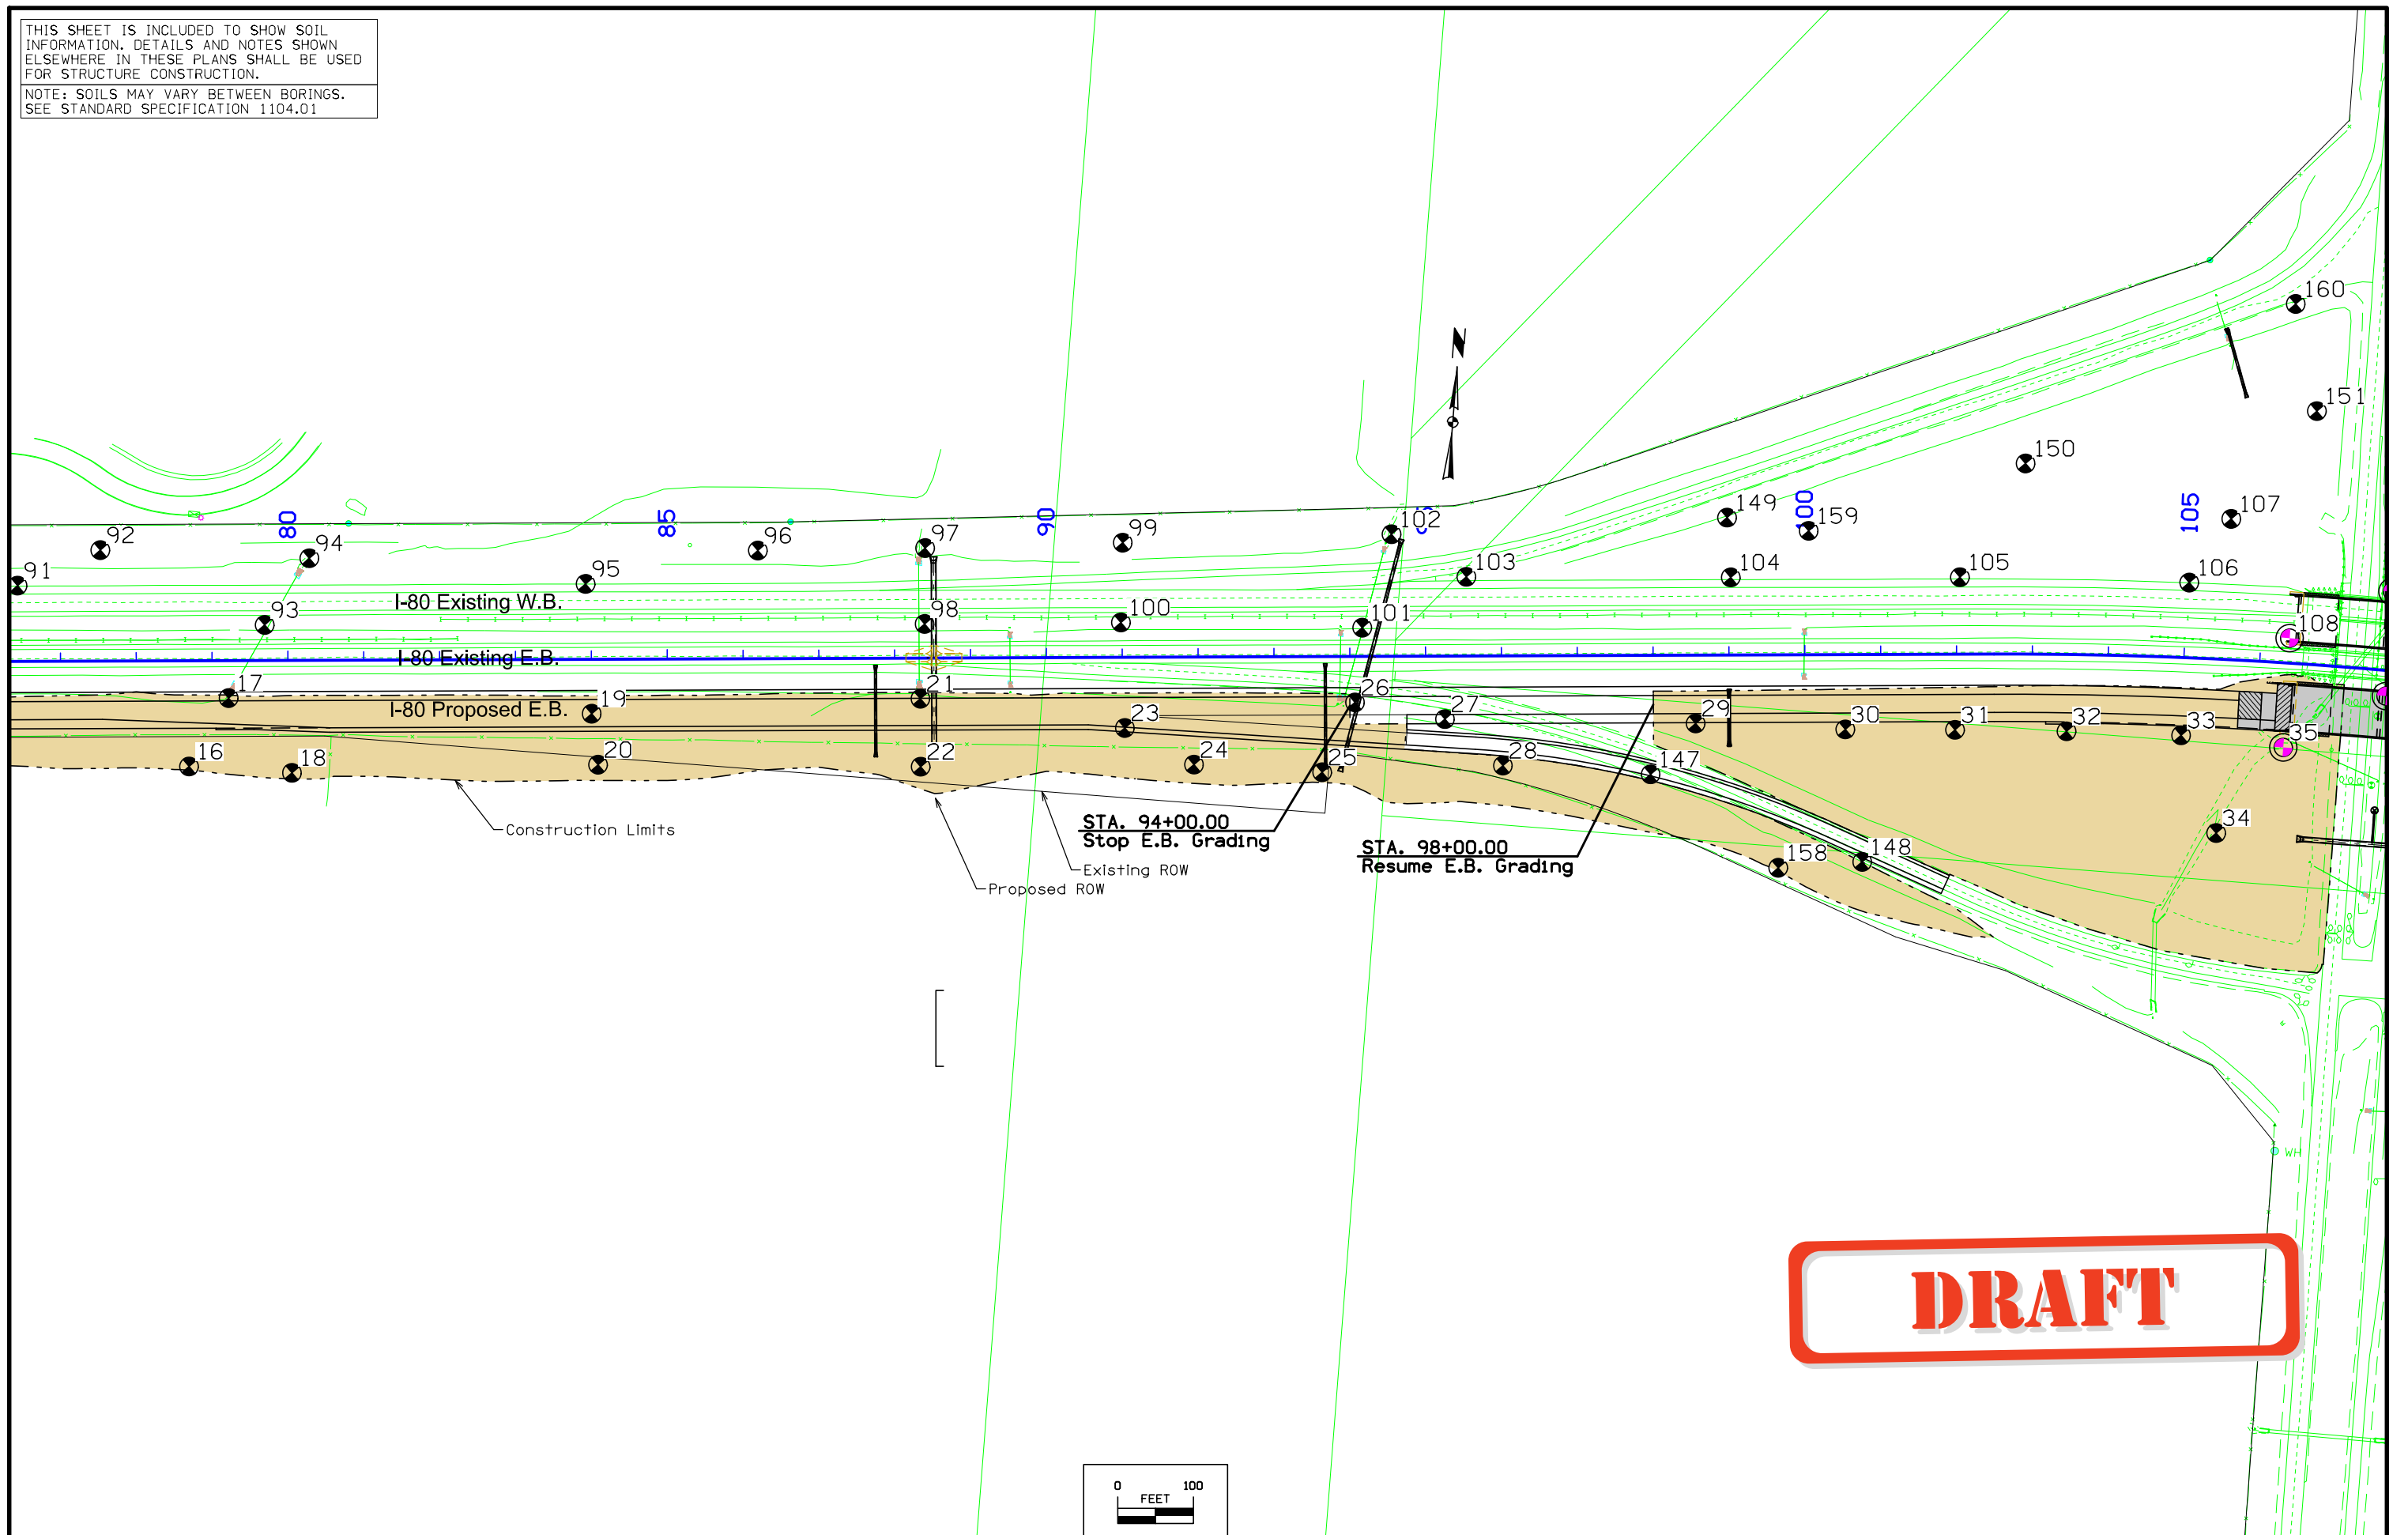 THIS SHEET IS INCLUDED TO SHOW SOIL
INFORMATION. DETAILS AND NOTES SHOWN
ELSEWHERE IN THESE PLANS SHALL BE USED
FOR STRUCTURE CONSTRUCTION.
NOTE: SOILS MAY VARY BETWEEN BORINGS.
SEE STANDARD SPECIFICATION 1104.01
N
160
151
150
149
100
159
105
107
92
80
94
85
96
97
90
99
102
103
104
105
106
91
93
95
I-80 Existing W.B.
98
100
101
108
I-80 Existing E.B.
17
19
I-80 Proposed E.B.
21
23
26
27
29
30
31
32
33
35
16
18
20
22
24
25
28
147
34
Construction Limits
STA. 94+00.00
Stop E.B. Grading
STA. 98+00.00
Resume E.B. Grading
158
148
Existing ROW
Proposed ROW
WH
DRAFT
0 100
FEET